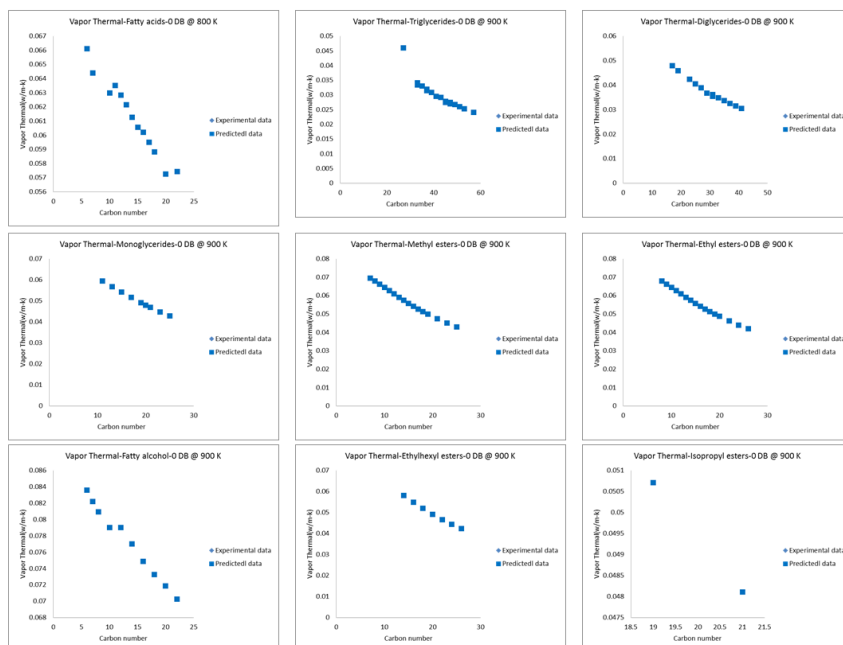 Vapor Thermal-Fatty acids-0 DB @ 800 K
Vapor Thermal(w/m-k)
0.067
0.066
0.065
0.064
0.063
0.062
0.061
0.06
0.059
0.058
0.057
0.056
0 5 10 15 20 25
Carbon number
Experimental data
Predictedl data
Vapor Thermal-Triglycerides-0 DB @ 900 K
Vapor Thermal(w/m-k)
0.05
0.045
0.04
0.035
0.03
0.025
0.02
0.015
0.01
0.005
0
0 20 40 60
Carbon number
Experimental data
Predictedl data
Vapor Thermal-Diglycerides-0 DB @ 900 K
Vapor Thermal(w/m-k)
0.06
0.05
0.04
0.03
0.02
0.01
0
0 10 20 30 40 50
Carbon number
Experimental data
Predictedl data
Vapor Thermal-Monoglycerides-0 DB @ 900 K
Vapor Thermal(w/m-k)
0.07
0.06
0.05
0.04
0.03
0.02
0.01
0
0 10 20 30
Carbon number
Experimental data
Predictedl data
Vapor Thermal-Methyl esters-0 DB @ 900 K
Vapor Thermal(w/m-k)
0.08
0.07
0.06
0.05
0.04
0.03
0.02
0.01
0
0 10 20 30
Carbon number
Experimental data
Predictedl data
Vapor Thermal-Ethyl esters-0 DB @ 900 K
Vapor Thermal(w/m-k)
0.08
0.07
0.06
0.05
0.04
0.03
0.02
0.01
0
0 10 20 30
Carbon number
Experimental data
Predictedl data
Vapor Thermal-Fatty alcohol-0 DB @ 900 K
Vapor Thermal(w/m-k)
0.086
0.084
0.082
0.08
0.078
0.076
0.074
0.072
0.07
0.068
0 5 10 15 20 25
Carbon number
Experimental data
Predictedl data
Vapor Thermal-Ethylhexyl esters-0 DB @ 900 K
Vapor Thermal(w/m-k)
0.07
0.06
0.05
0.04
0.03
0.02
0.01
0
0 10 20 30
Carbon number
Experimental data
Predictedl data
Vapor Thermal-Isopropyl esters-0 DB @ 900 K
Vapor Thermal(w/m-k)
0.051
0.0505
0.05
0.0495
0.049
0.0485
0.048
0.0475
18.5 19 19.5 20 20.5 21 21.5
Carbon number
Experimental data
Predictedl data